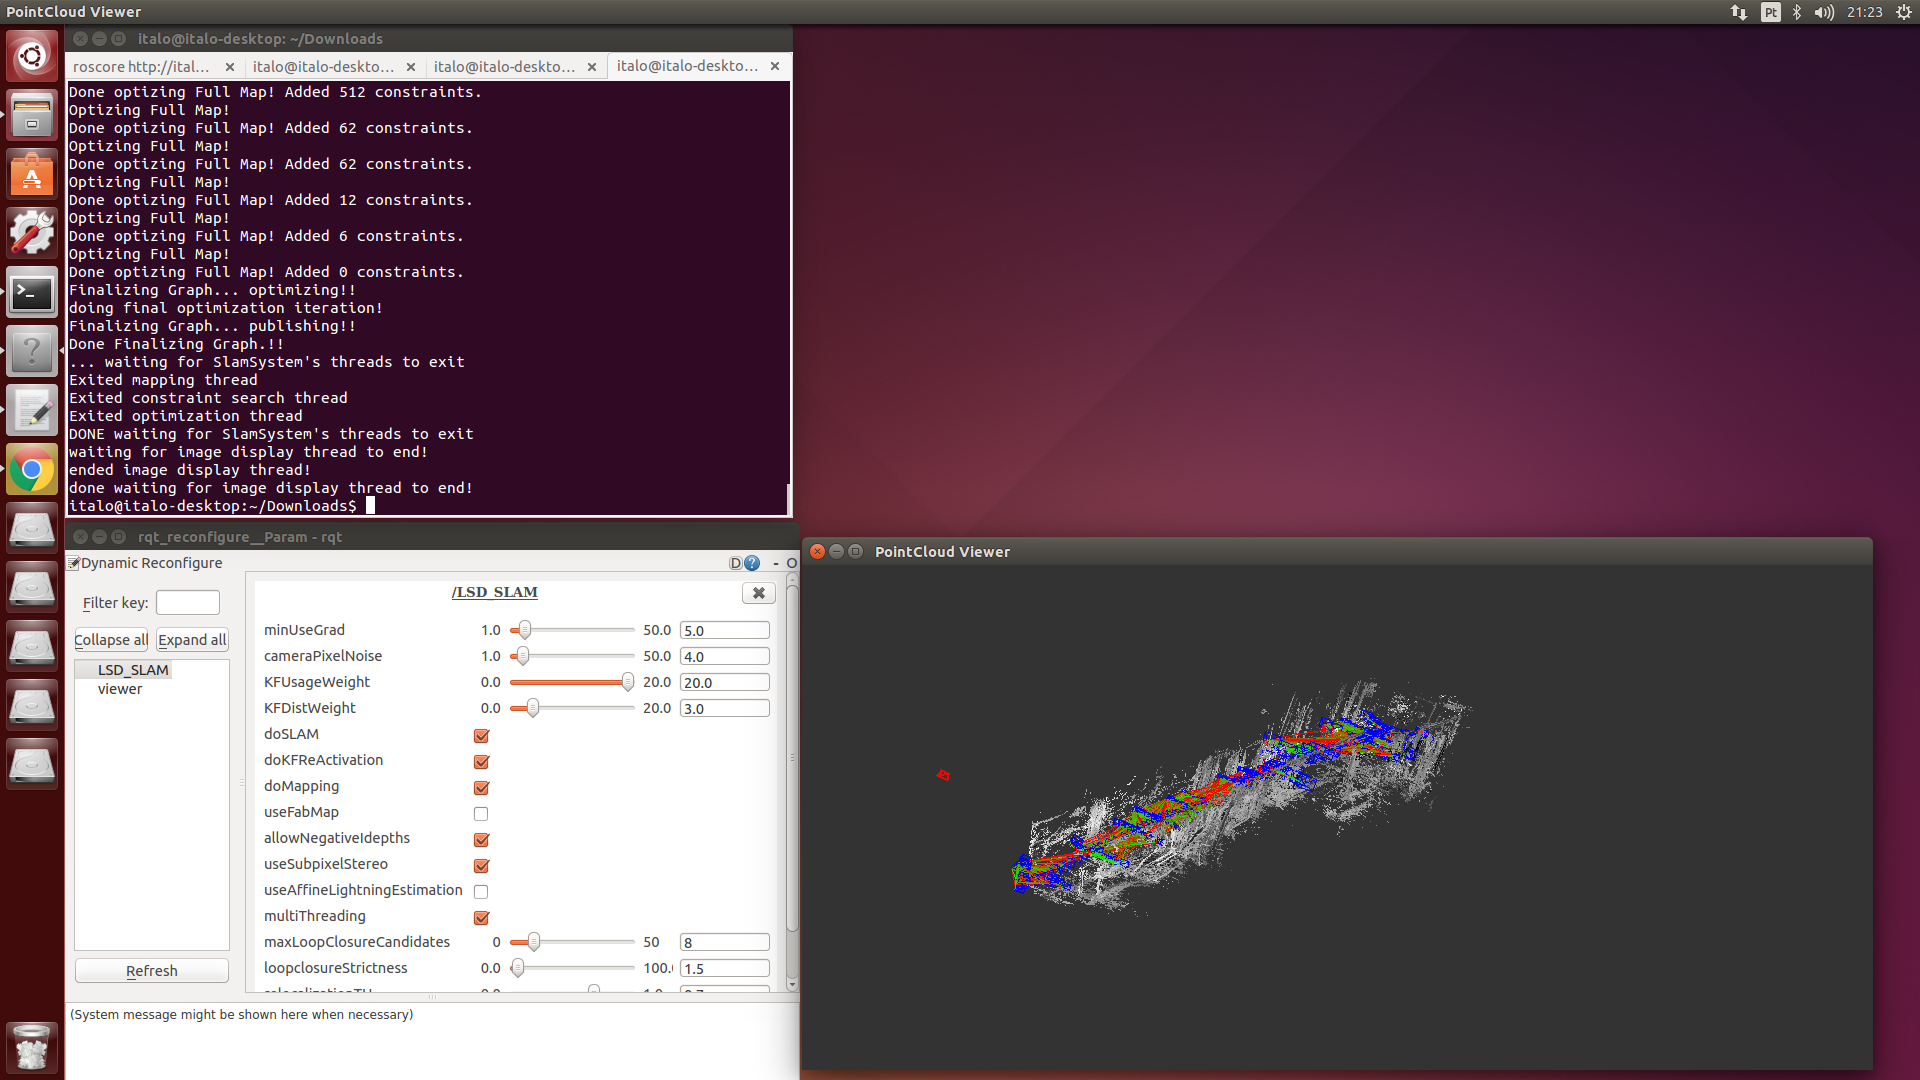 PointCloud Viewer
Pt
21:23
italo@italo-desktop: ~/Downloads
roscore http://ital...
italo@italo-deskto...
italo@italo-deskto...
italo@italo-deskto...
Done optizing Full Map! Added 512 constraints.
Optizing Full Map!
Done optizing Full Map! Added 62 constraints.
Optizing Full Map!
Done optizing Full Map! Added 62 constraints.
Optizing Full Map!
Done optizing Full Map! Added 12 constraints.
Optizing Full Map!
Done optizing Full Map! Added 6 constraints.
Optizing Full Map!
Done optizing Full Map! Added 0 constraints.
Finalizing Graph... optimizing!!
doing final optimization iteration!
Finalizing Graph... publishing!!
Done Finalizing Graph.!!
... waiting for SlamSystem's threads to exit
Exited mapping thread
Exited constraint search thread
Exited optimization thread
DONE waiting for SlamSystem's threads to exit
waiting for image display thread to end!
ended image display thread!
done waiting for image display thread to end!
italo@italo-desktop:~/Downloads$
rqt_reconfigure__Param - rqt
Dynamic Reconfigure
D ? - O
Filter key:
Collapse all
Expand all
LSD_SLAM
viewer
Refresh
/LSD_SLAM
minUseGrad 1.0 50.0 5.0
cameraPixelNoise 1.0 50.0 4.0
KFUsageWeight 0.0 20.0 20.0
KFDistWeight 0.0 20.0 3.0
doSLAM
doKFReActivation
doMapping
useFabMap
allowNegativeIdepths
useSubpixelStereo
useAffineLightningEstimation
multiThreading
maxLoopClosureCandidates 0 50 8
loopclosureStrictness 0.0 100. 1.5
(System message might be shown here when necessary)
PointCloud Viewer